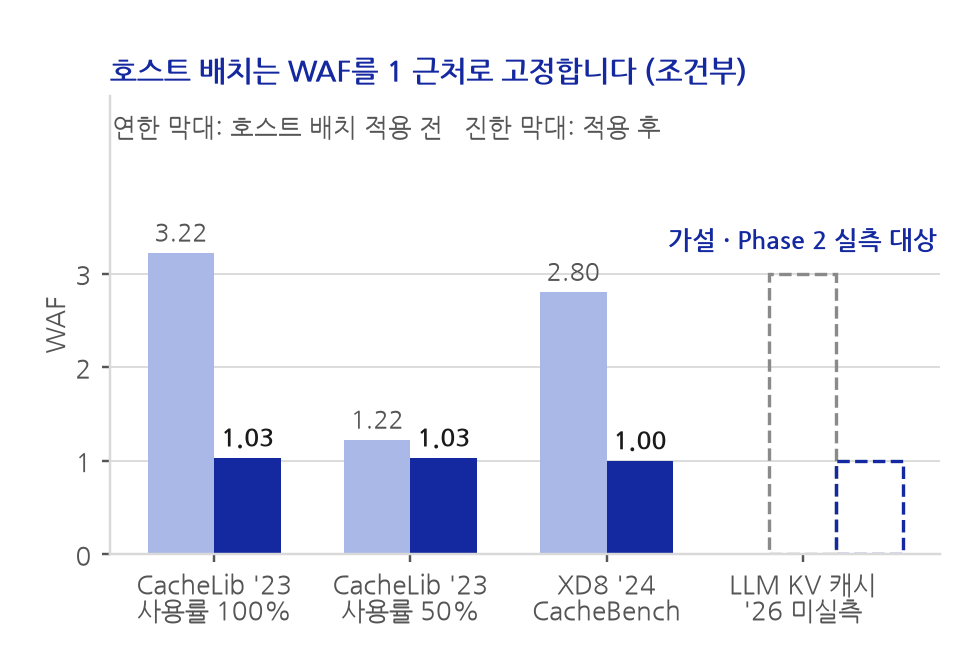 호스트 배치는 WAF를 1 근처로 고정합니다 (조건부)
연한 막대: 호스트 배치 적용 전 진한 막대: 적용 후
가설 · Phase 2 실측 대상
3.22
2.80
1.22
1.03
1.03
1.00
WAF
3
2
1
0
CacheLib '23
사용률 100%
CacheLib '23
사용률 50%
XD8 '24
CacheBench
LLM KV 캐시
'26 미실측